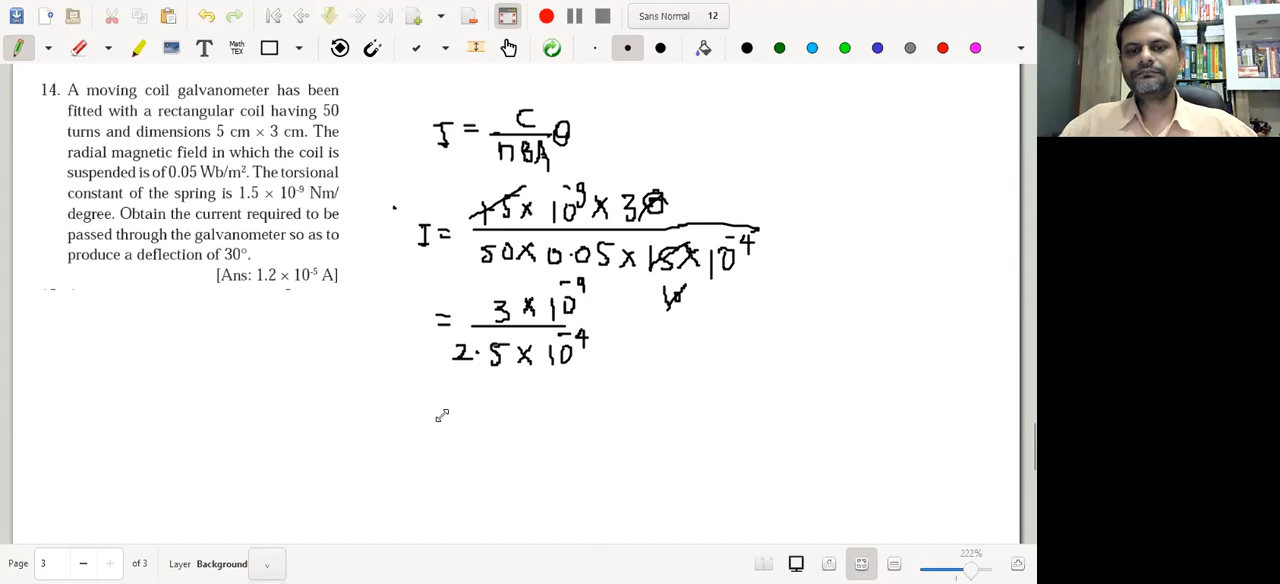 Sans Normal 12
Math
TEX
14. A moving coil galvanometer has been
fitted with a rectangular coil having 50
turns and dimensions 5 cm × 3 cm. The
radial magnetic field in which the coil is
suspended is of 0.05 Wb/m². The torsional
constant of the spring is 1.5 × 10⁻⁹ Nm/
degree. Obtain the current required to be
passed through the galvanometer so as to
produce a deflection of 30°.
[Ans: 1.2 × 10⁻⁵ A]
I = C/nBA θ
I = 1.5 × 10⁻⁹ × 30 / 50 × 0.05 × 15 × 10⁻⁴
10
= 3 × 10⁻⁹ / 2.5 × 10⁻⁴
Page 3 of 3 Layer Background 222%